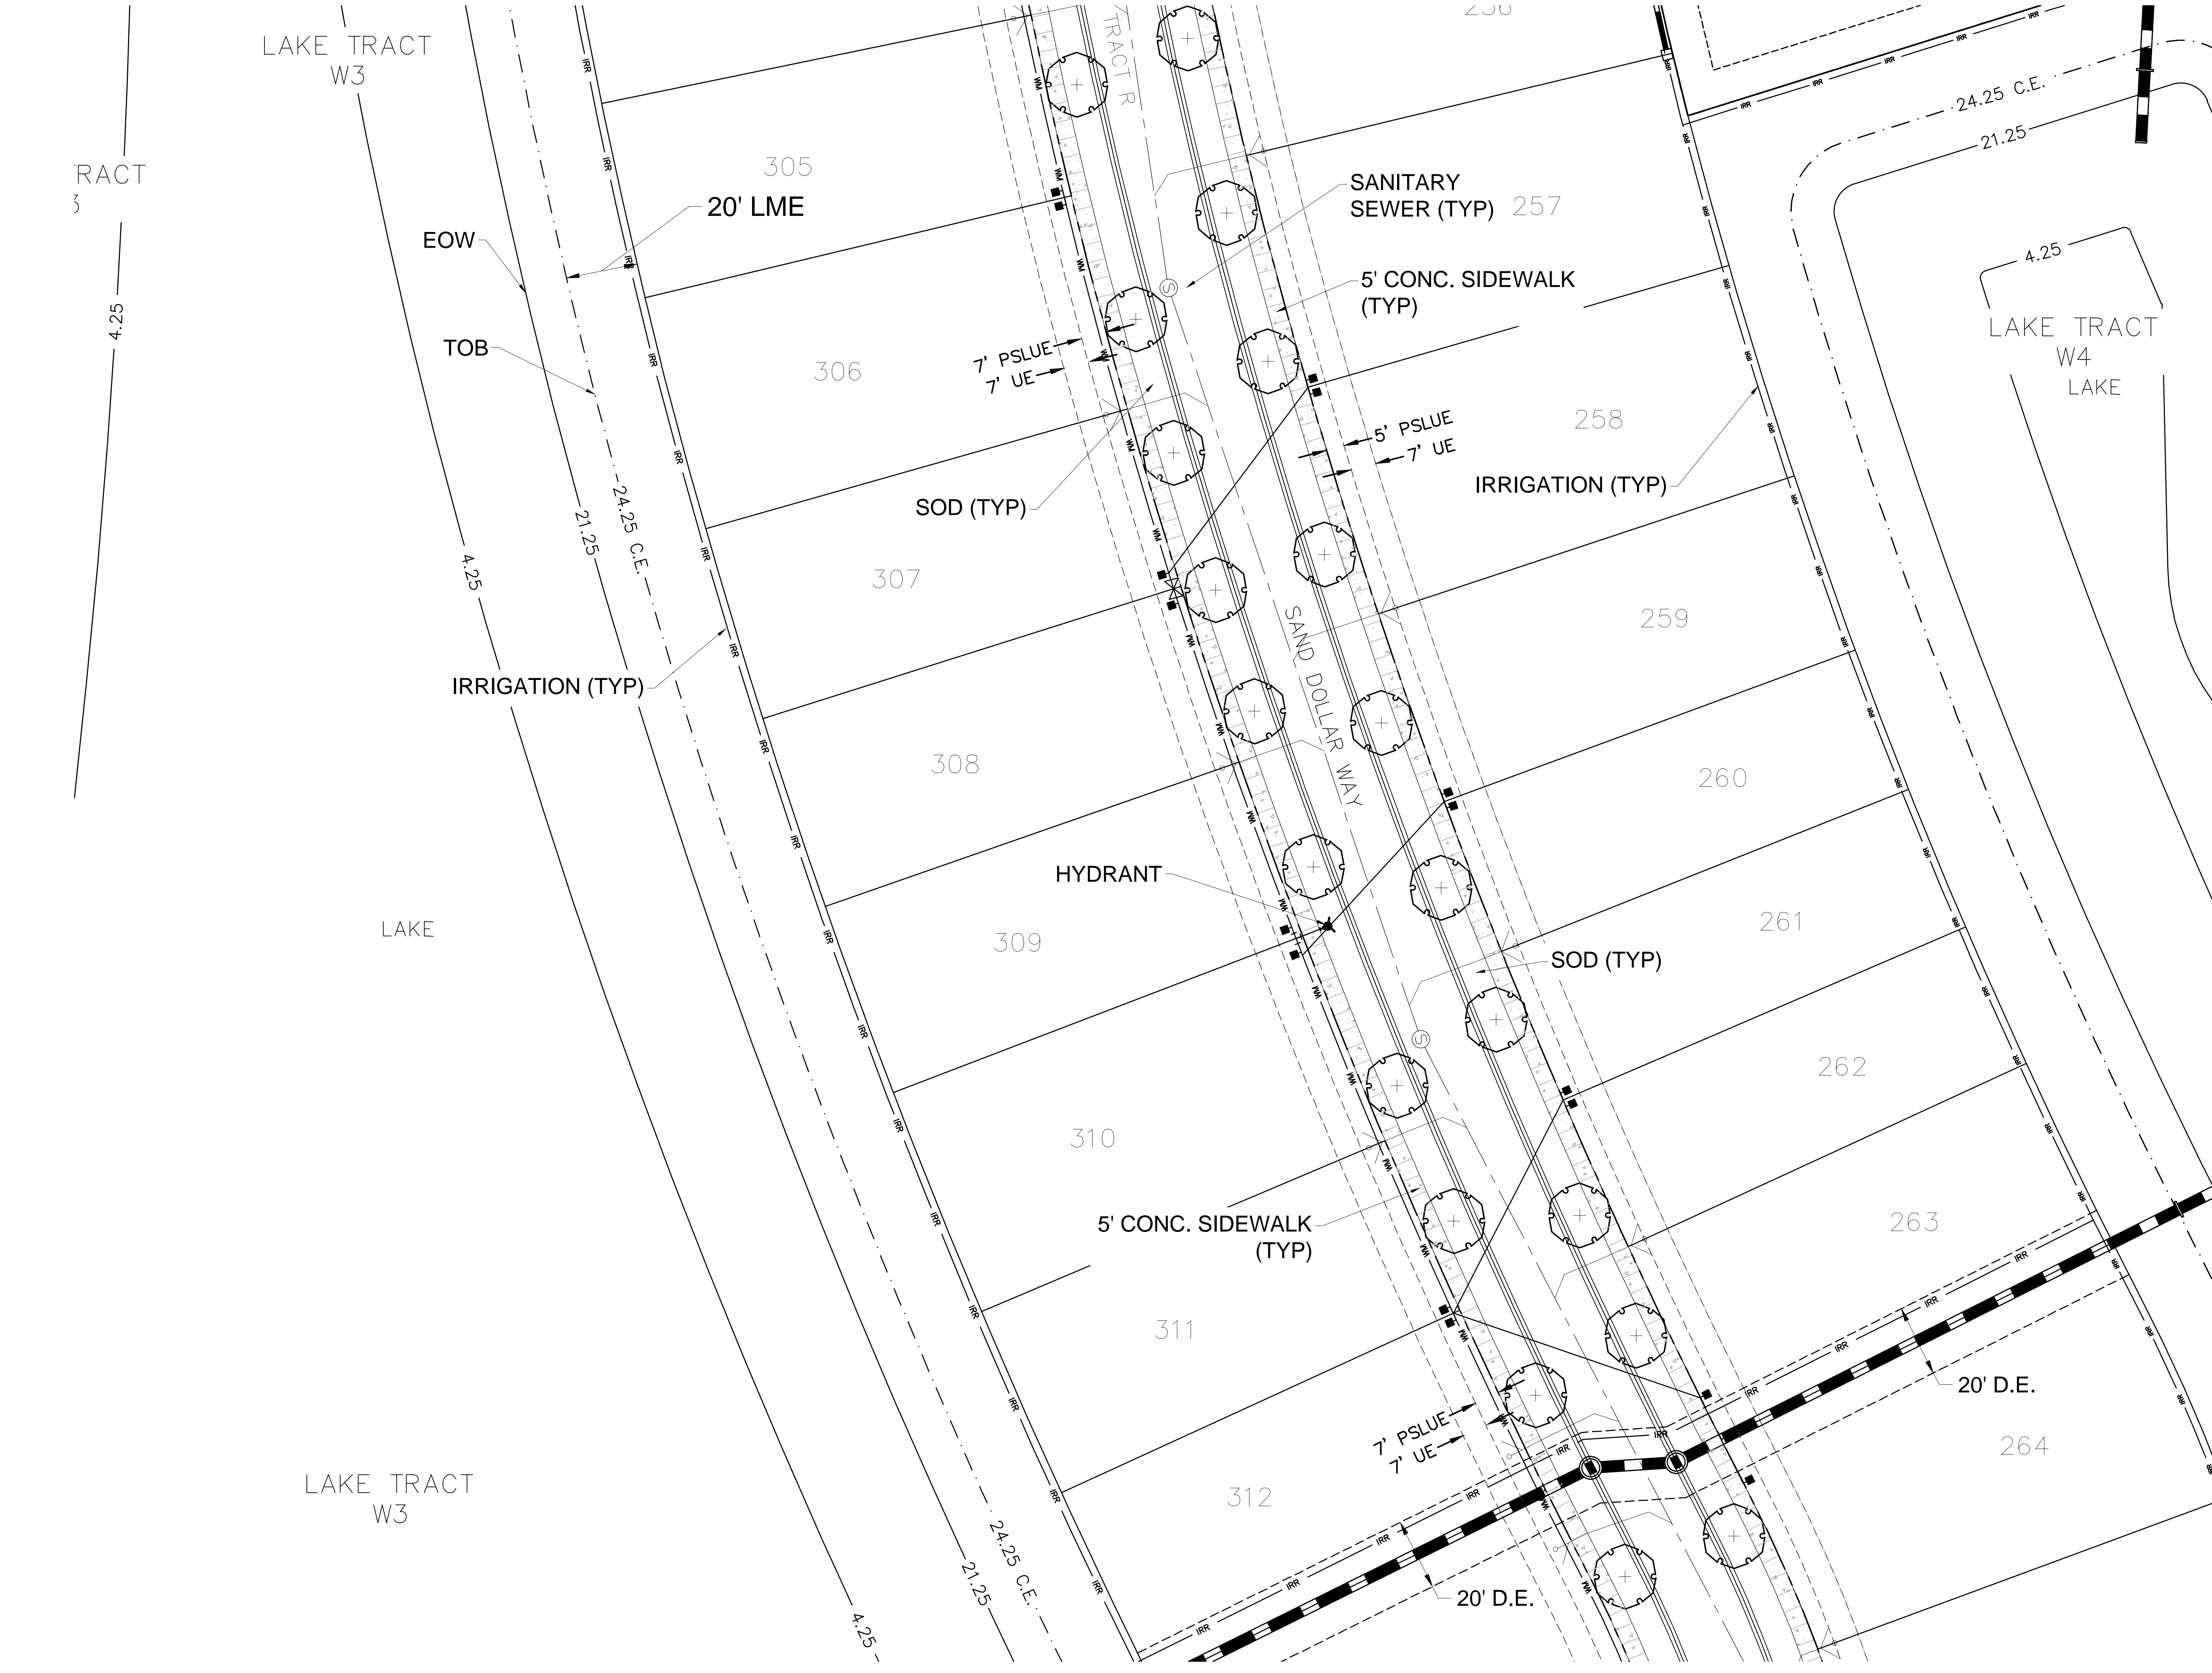 LAKE TRACT
W3
TRACT R
24.25 C.E.
21.25
RACT
305
20' LME
SANITARY
SEWER (TYP)
257
EOW
4.25
5' CONC. SIDEWALK
(TYP)
4.25
LAKE TRACT
W4
LAKE
TOB
306
7' PSLUE
7' UE
258
5' PSLUE
7' UE
IRRIGATION (TYP)
SOD (TYP)
24.25 C.E.
21.25
4.25
307
259
SAND DOLLAR WAY
IRRIGATION (TYP)
308
260
HYDRANT
LAKE
309
261
SOD (TYP)
S
S
262
310
5' CONC. SIDEWALK
(TYP)
263
311
20' D.E.
7' PSLUE
7' UE
264
LAKE TRACT
W3
312
24.25 C.E.
21.25
4.25
20' D.E.
IRR
WM